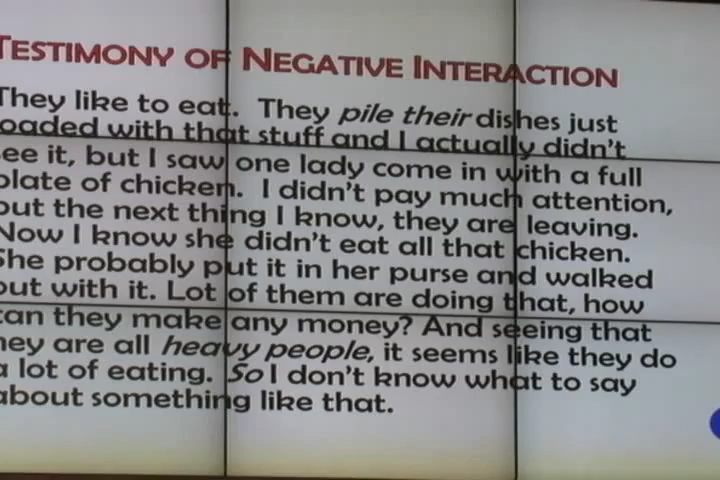 TESTIMONY OF NEGATIVE INTERACTION
They like to eat. They pile their dishes just
oaded with that stuff and I actually didn't
see it, but I saw one lady come in with a full
plate of chicken. I didn't pay much attention,
but the next thing I know, they are leaving.
Now I know she didn't eat all that chicken.
She probably put it in her purse and walked
out with it. Lot of them are doing that, how
can they make any money? And seeing that
hey are all heavy people, it seems like they do
a lot of eating. So I don't know what to say
about something like that.